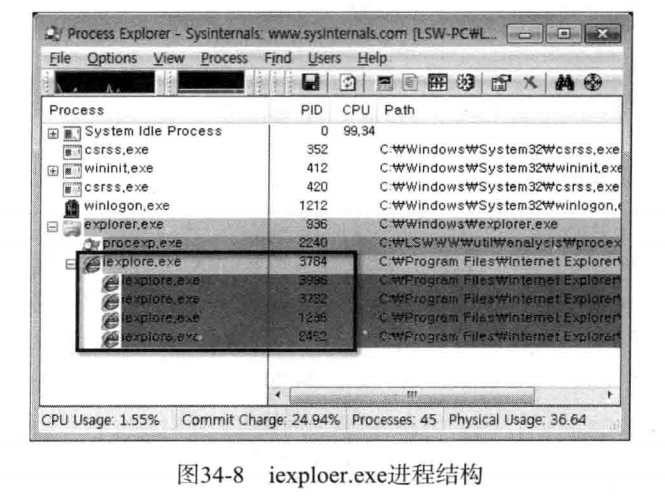 Process Explorer - Sysinternals: www.sysinternals.com [LSW-PC₩L...
File Options View Process Find Users Help
Process PID CPU Path
System Idle Process 0 99,34
csrss,exe 352 C:₩Windows₩System32₩csrss,exe
wininit,exe 412 C:₩Windows₩System32₩wininit,exe
csrss,exe 420 C:₩Windows₩System32₩csrss,exe
winlogon,exe 1212 C:₩Windows₩System32₩winlogon,e
explorer,exe 936 C:₩Windows₩explorer,exe
procexp,exe 2240 C:₩LSWWW₩util₩analysis₩procex
iexplore,exe 3764 C:₩Program Files₩Internet Explorer₩
iexplore,exe 3996 C:₩Program Files₩Internet Explorer₩
iexplore,exe 3732 C:₩Program Files₩Internet Explorer₩
iexplore,exe 1236 C:₩Program Files₩Internet Explorer₩
iexplore,exe 2452 C:₩Program Files₩Internet Explorer₩
CPU Usage: 1.55% Commit Charge: 24.94% Processes: 45 Physical Usage: 36.64
图34-8 iexploer.exe进程结构